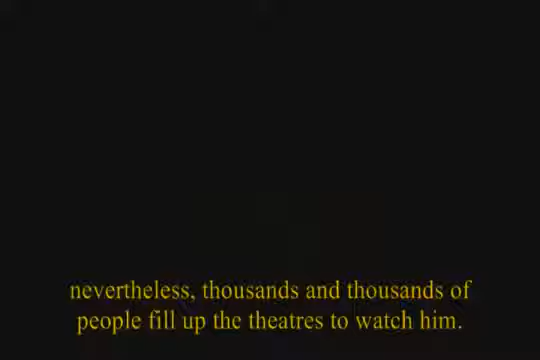 nevertheless, thousands and thousands of
people fill up the theatres to watch him.